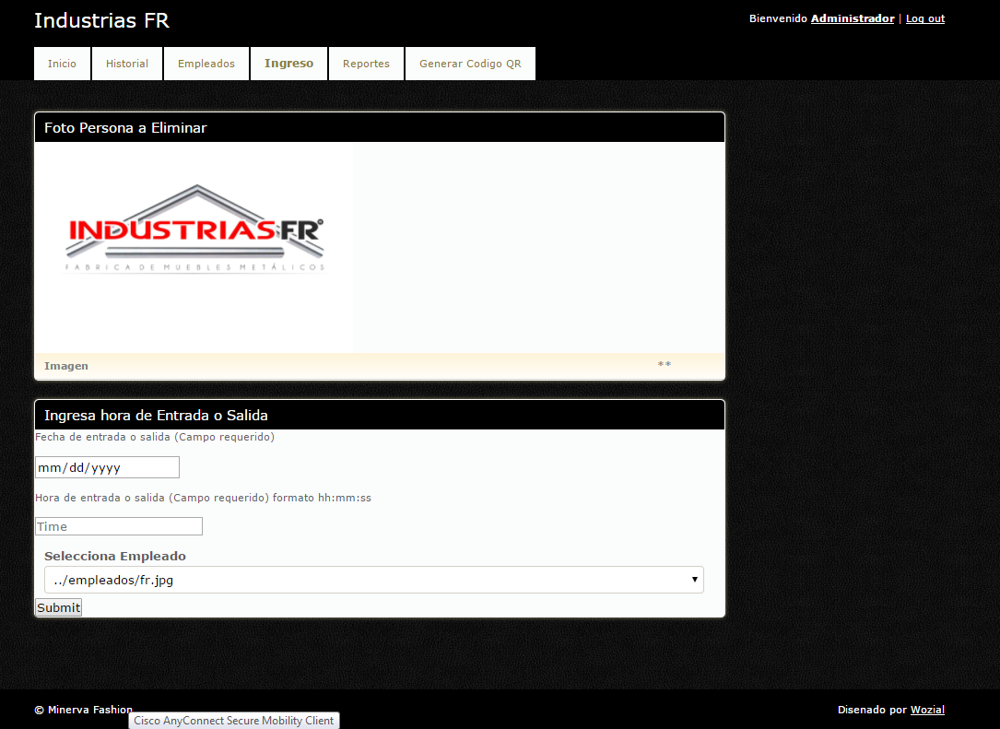 Industrias FR
Bienvenido Administrador | Log out
Inicio Historial Empleados Ingreso Reportes Generar Codigo QR
Foto Persona a Eliminar
INDUSTRIASFR®
FABRICA DE MUEBLES METÁLICOS
Imagen **
Ingresa hora de Entrada o Salida
Fecha de entrada o salida (Campo requerido)
mm/dd/yyyy
Hora de entrada o salida (Campo requerido) formato hh:mm:ss
Time
Selecciona Empleado
../empleados/fr.jpg
Submit
© Minerva Fashion
Disenado por Wozial
Cisco AnyConnect Secure Mobility Client